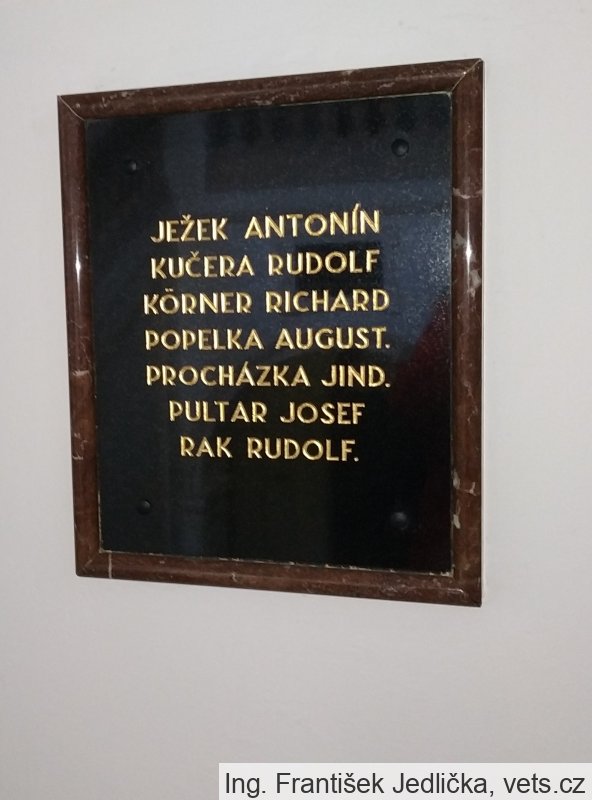 JEŽEK ANTONÍN
KUČERA RUDOLF
KÖRNER RICHARD
POPELKA AUGUST.
PROCHÁZKA JIND.
PULTAR JOSEF
RAK RUDOLF.
Ing. František Jedlička, vets.cz